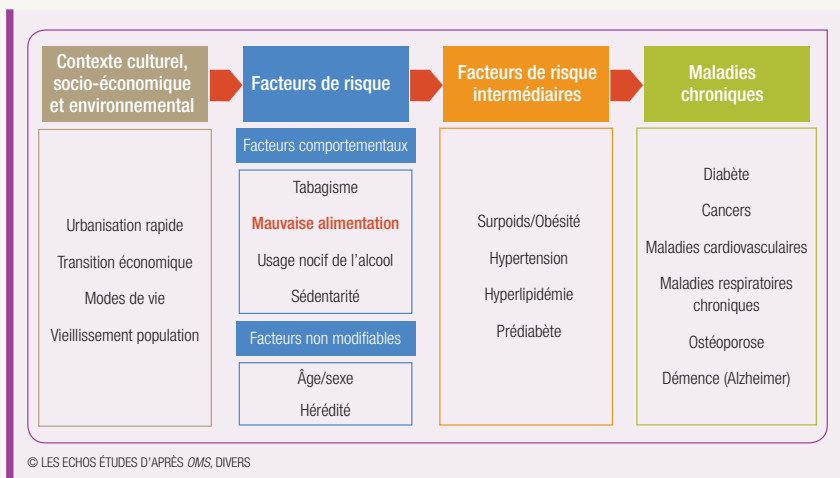 Contexte culturel,
socio-économique
et environnemental
Urbanisation rapide
Transition économique
Modes de vie
Vieillissement population
Facteurs de risque
Facteurs comportementaux
Tabagisme
Mauvaise alimentation
Usage nocif de l'alcool
Sédentarité
Facteurs non modifiables
Âge/sexe
Hérédité
Facteurs de risque
intermédiaires
Surpoids/Obésité
Hypertension
Hyperlipidémie
Prédiabète
Maladies
chroniques
Diabète
Cancers
Maladies cardiovasculaires
Maladies respiratoires
chroniques
Ostéoporose
Démence (Alzheimer)
© LES ECHOS ÉTUDES D'APRÈS OMS, DIVERS